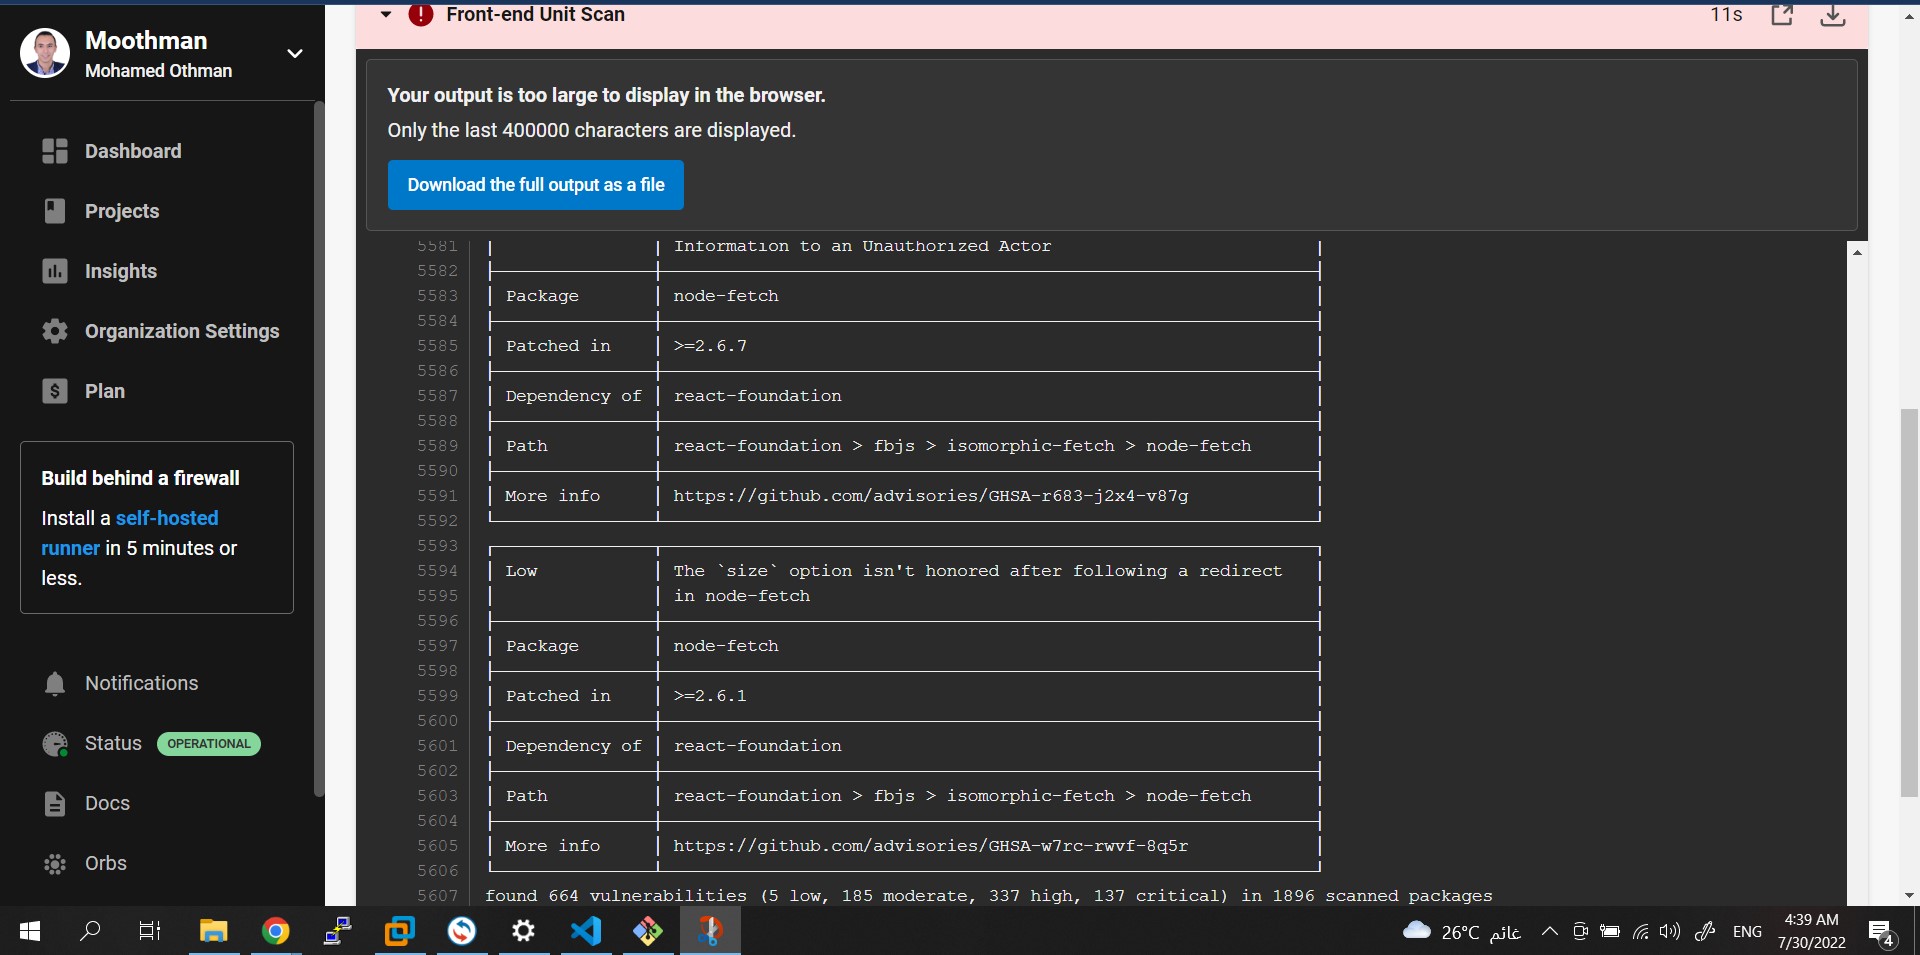 Moothman
Mohamed Othman
Dashboard
Projects
Insights
Organization Settings
Plan
Build behind a firewall
Install a self-hosted
runner in 5 minutes or
less.
Notifications
Status OPERATIONAL
Docs
Orbs
Front-end Unit Scan 11s
Your output is too large to display in the browser.
Only the last 400000 characters are displayed.
Download the full output as a file
5581 Information to an Unauthorized Actor
5582
5583 Package node-fetch
5584
5585 Patched in >=2.6.7
5586
5587 Dependency of react-foundation
5588
5589 Path react-foundation > fbjs > isomorphic-fetch > node-fetch
5590
5591 More info https://github.com/advisories/GHSA-r683-j2x4-v87g
5592
5593
5594 Low The `size` option isn't honored after following a redirect
5595 in node-fetch
5596
5597 Package node-fetch
5598
5599 Patched in >=2.6.1
5600
5601 Dependency of react-foundation
5602
5603 Path react-foundation > fbjs > isomorphic-fetch > node-fetch
5604
5605 More info https://github.com/advisories/GHSA-w7rc-rwvf-8q5r
5606
5607 found 664 vulnerabilities (5 low, 185 moderate, 337 high, 137 critical) in 1896 scanned packages
26°C غائم
ENG
4:39 AM
7/30/2022
4